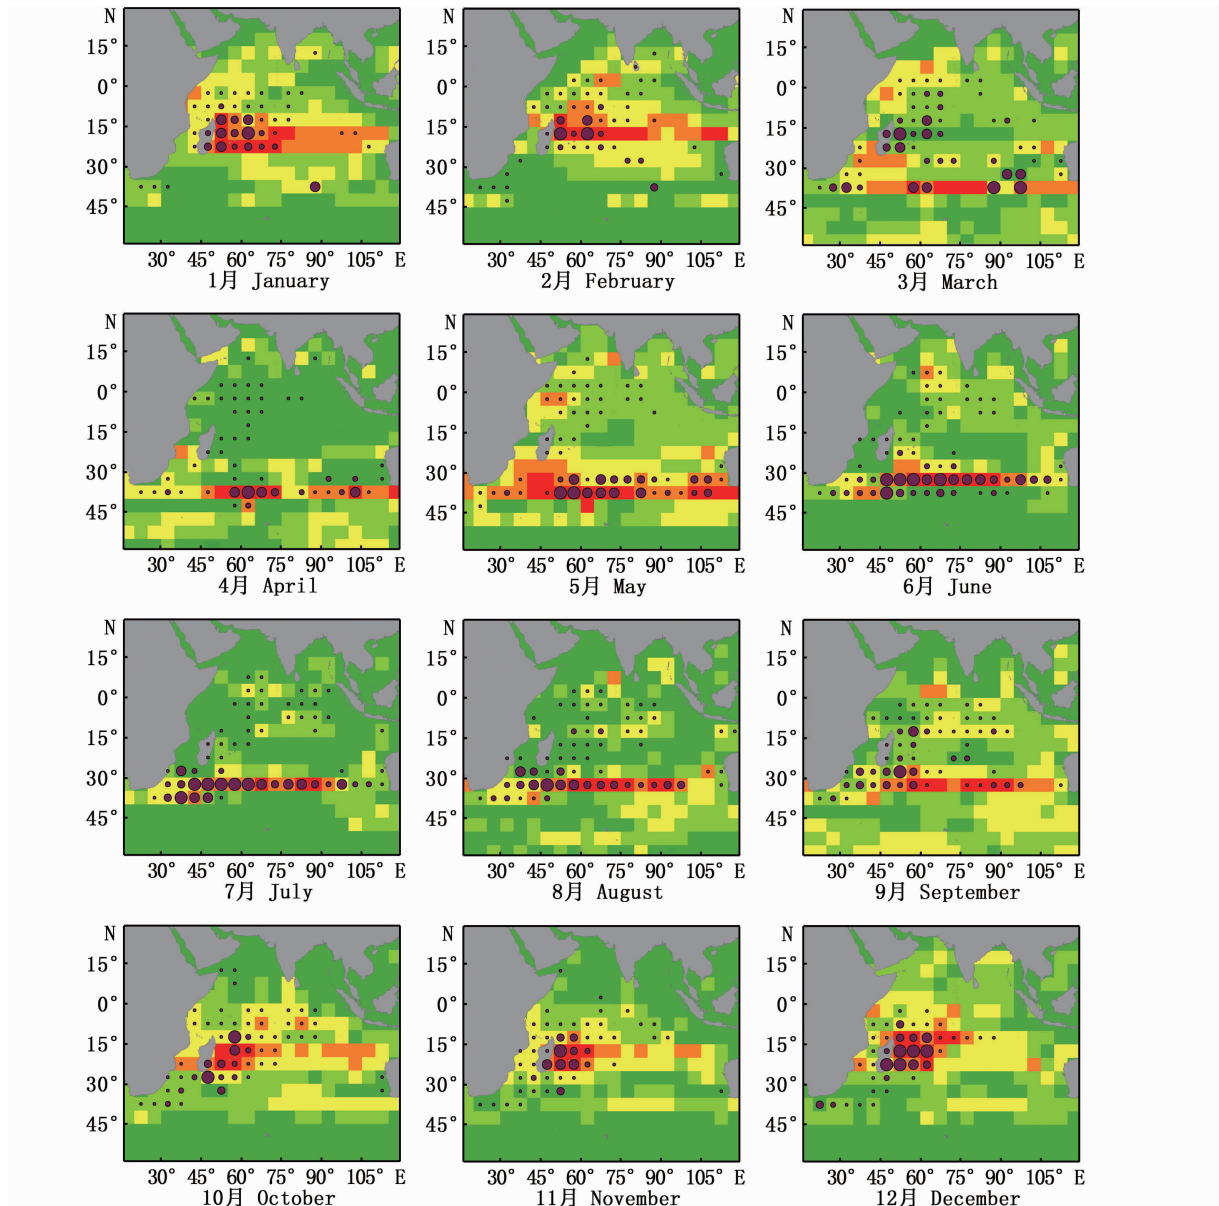 N N N
15° 15° 15°
0° 0° 0°
15° 15° 15°
30° 30° 30°
45° 45° 45°
30° 45° 60° 75° 90° 105° E 30° 45° 60° 75° 90° 105° E 30° 45° 60° 75° 90° 105° E
1月 January 2月 February 3月 March
N N N
15° 15° 15°
0° 0° 0°
15° 15° 15°
30° 30° 30°
45° 45° 45°
30° 45° 60° 75° 90° 105° E 30° 45° 60° 75° 90° 105° E 30° 45° 60° 75° 90° 105° E
4月 April 5月 May 6月 June
N N N
15° 15° 15°
0° 0° 0°
15° 15° 15°
30° 30° 30°
45° 45° 45°
30° 45° 60° 75° 90° 105° E 30° 45° 60° 75° 90° 105° E 30° 45° 60° 75° 90° 105° E
7月 July 8月 August 9月 September
N N N
15° 15° 15°
0° 0° 0°
15° 15° 15°
30° 30° 30°
45° 45° 45°
30° 45° 60° 75° 90° 105° E 30° 45° 60° 75° 90° 105° E 30° 45° 60° 75° 90° 105° E
10月 October 11月 November 12月 December